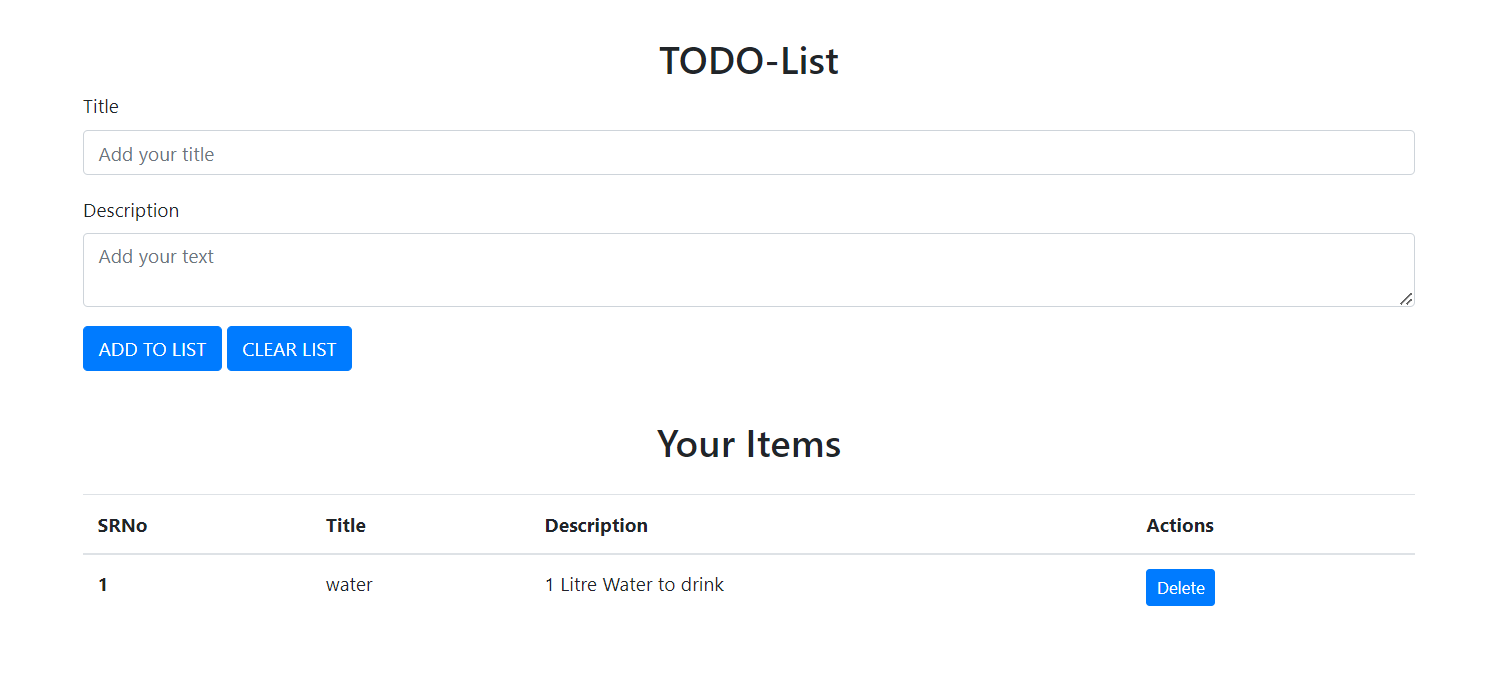 TODO-List
Title
Add your title
Description
Add your text
ADD TO LIST CLEAR LIST
Your Items
SRNo Title Description Actions
1 water 1 Litre Water to drink Delete